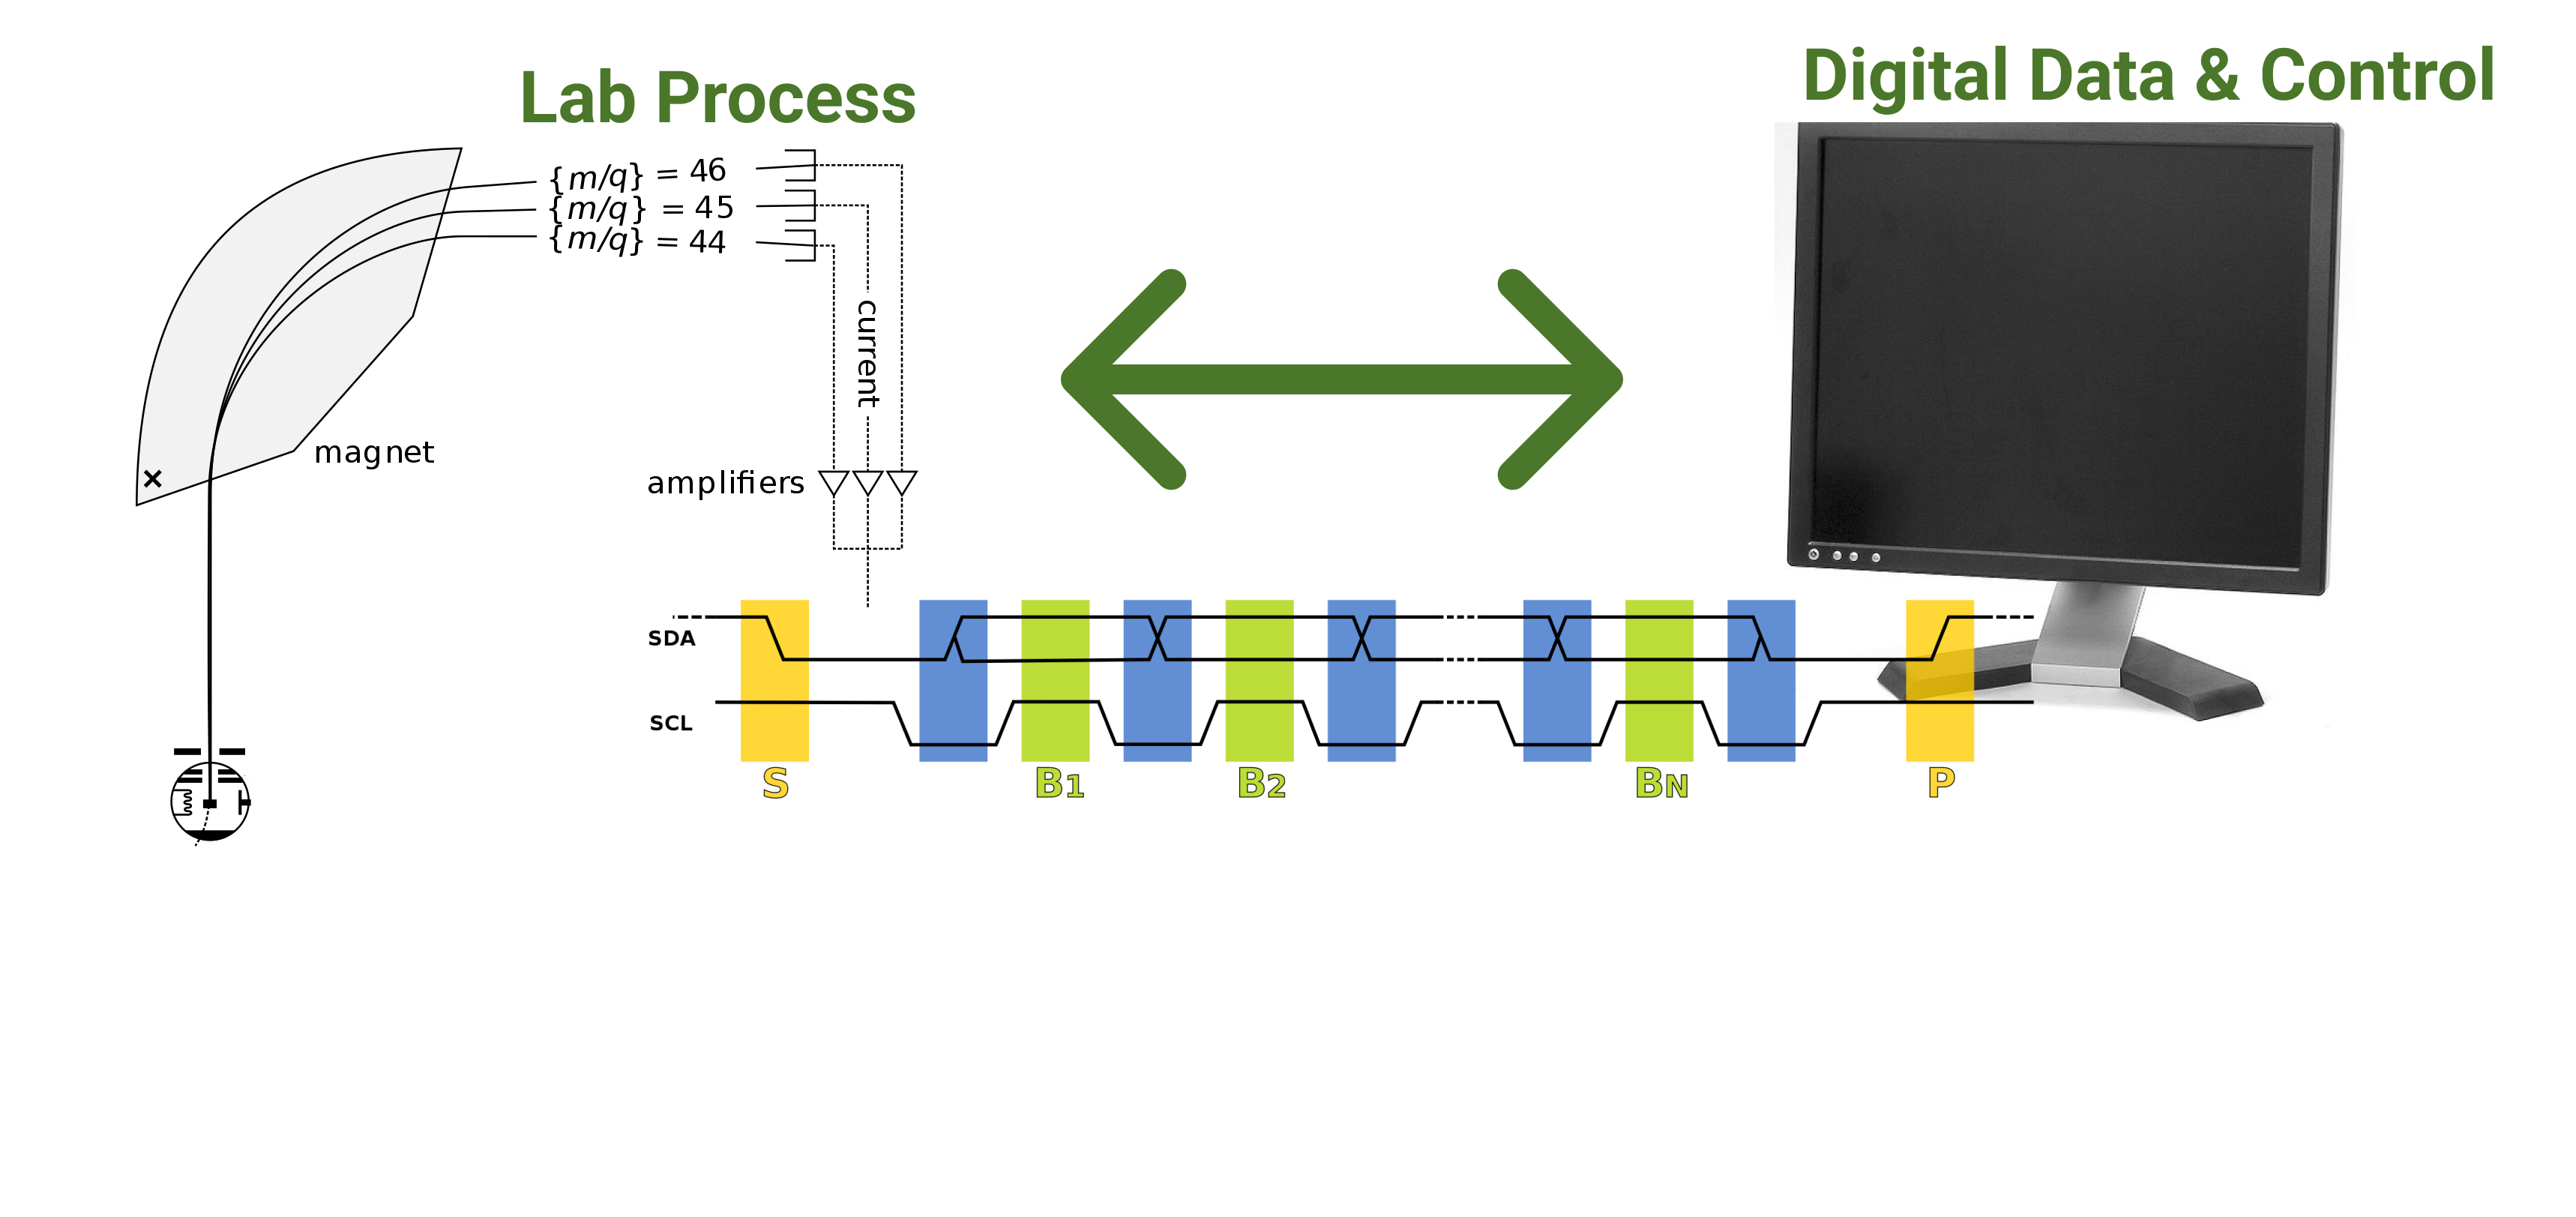 Lab Process
Digital Data & Control
{m/q} = 46
{m/q} = 45
{m/q} = 44
current
magnet
amplifiers
SDA
SCL
S
B1
B2
BN
P